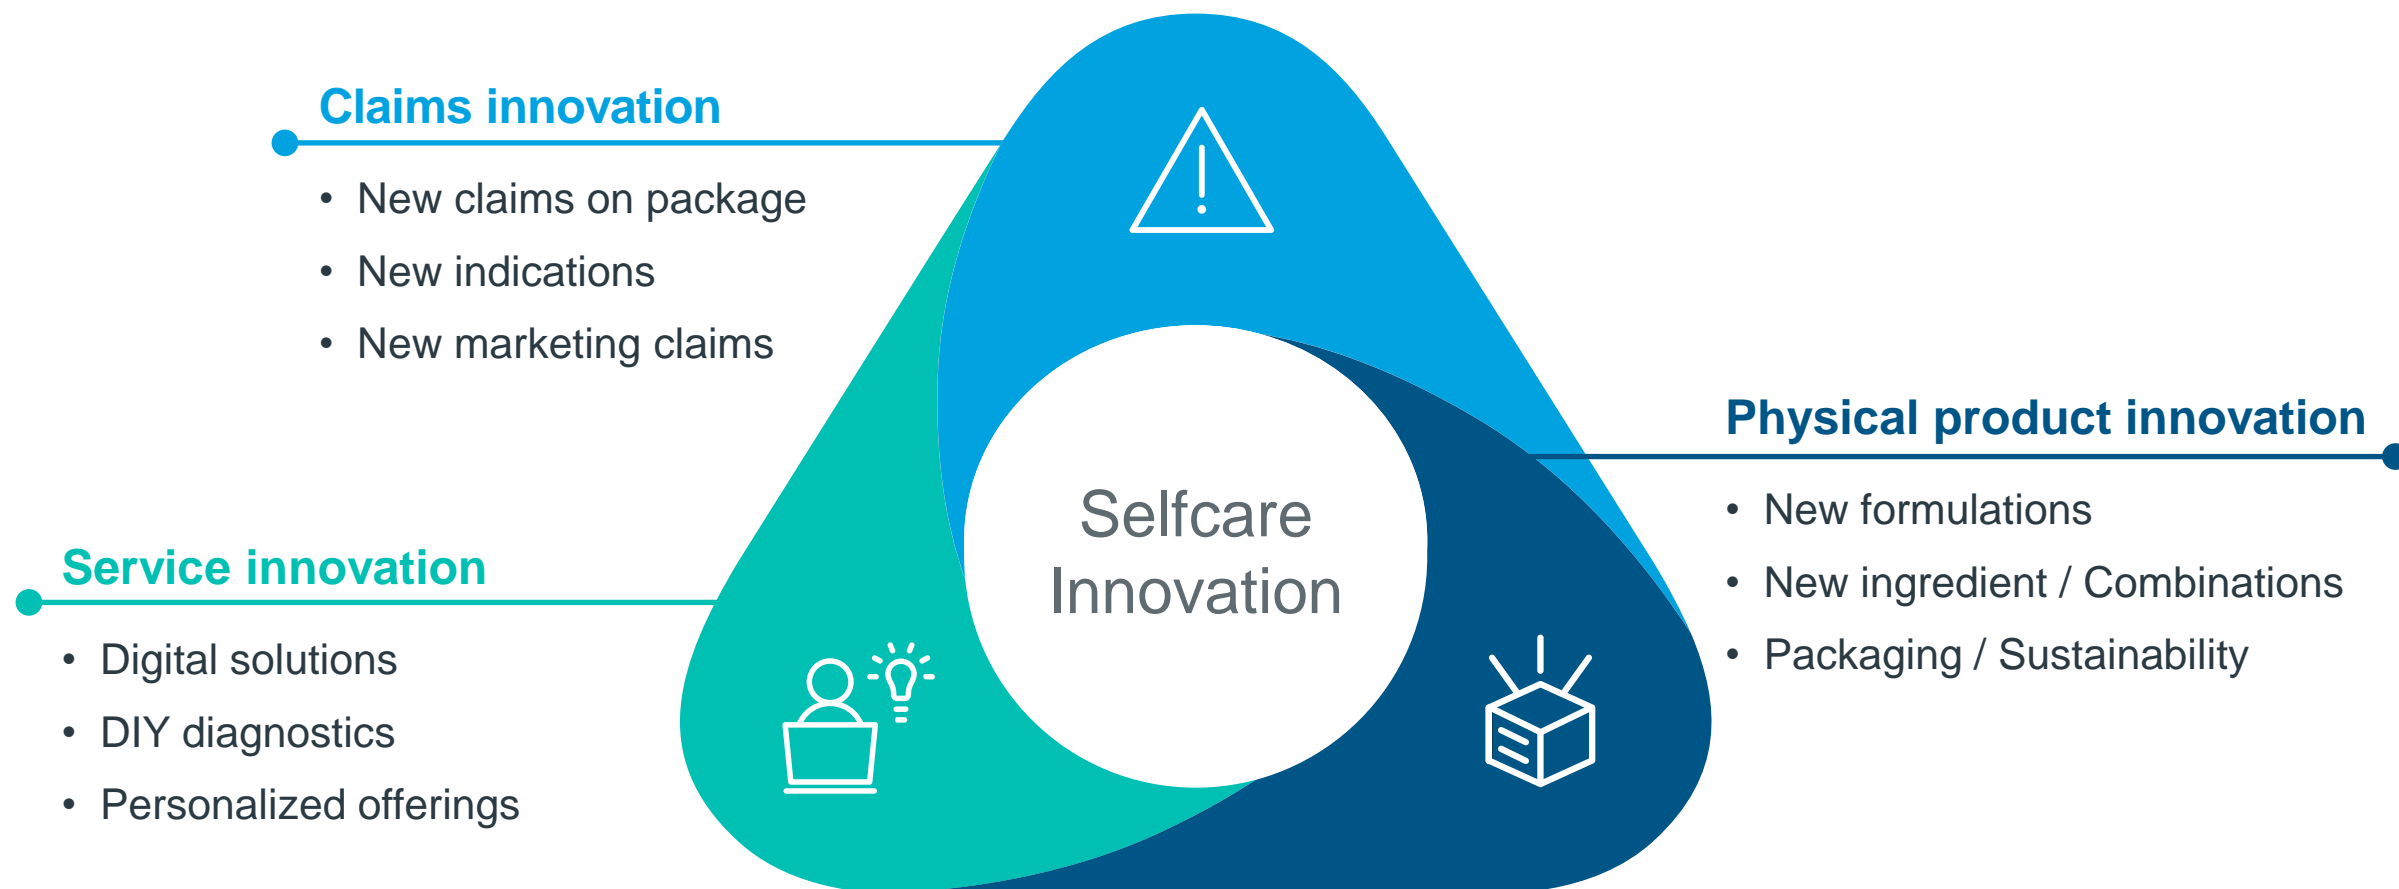 Claims innovation
• New claims on package
• New indications
• New marketing claims
Service innovation
• Digital solutions
• DIY diagnostics
• Personalized offerings
Selfcare
Innovation
Physical product innovation
• New formulations
• New ingredient / Combinations
• Packaging / Sustainability